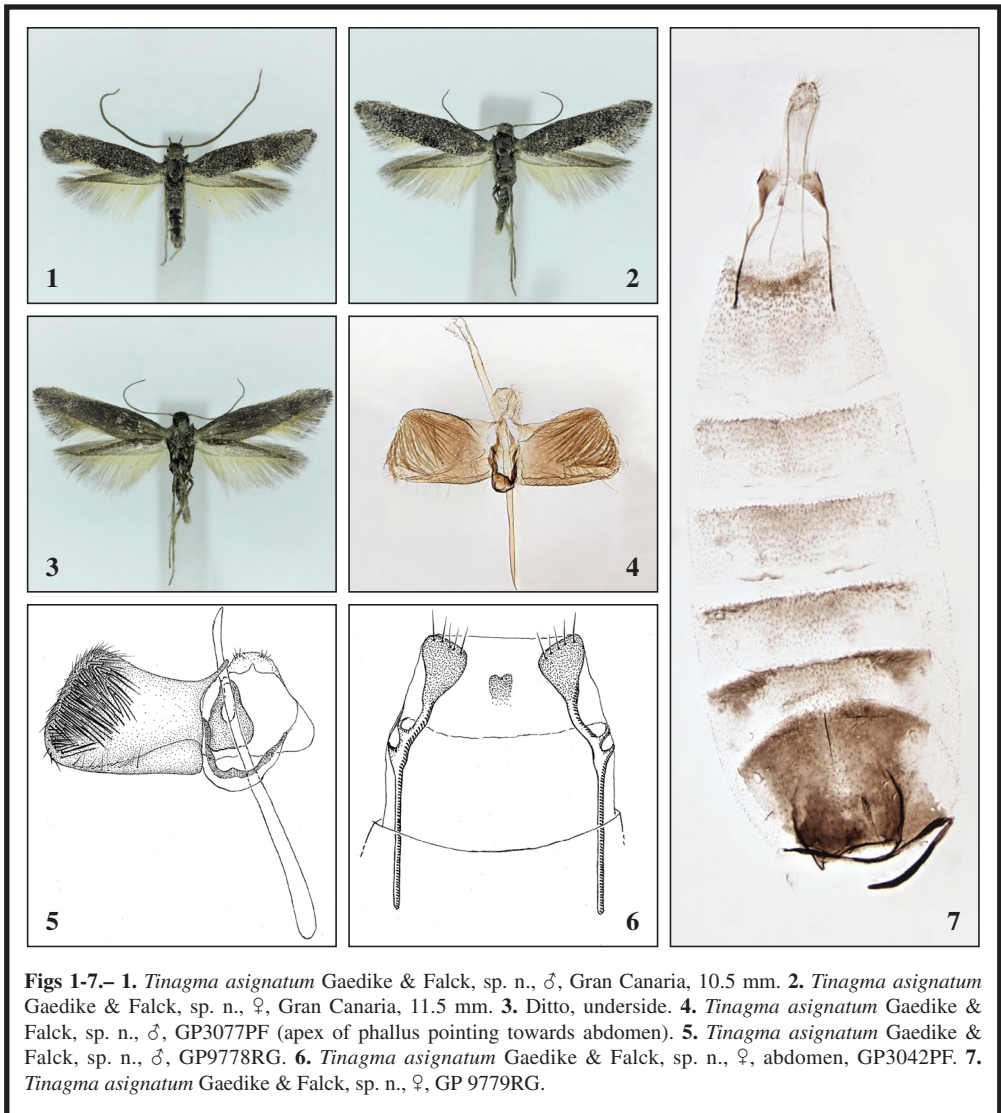 1
2
3
4
5
6
7
Figs 1-7.– 1. Tinagma asignatum Gaedike & Falck, sp. n., ♂, Gran Canaria, 10.5 mm. 2. Tinagma asignatum
Gaedike & Falck, sp. n., ♀, Gran Canaria, 11.5 mm. 3. Ditto, underside. 4. Tinagma asignatum Gaedike &
Falck, sp. n., ♂, GP3077PF (apex of phallus pointing towards abdomen). 5. Tinagma asignatum Gaedike &
Falck, sp. n., ♂, GP9778RG. 6. Tinagma asignatum Gaedike & Falck, sp. n., ♀, abdomen, GP3042PF. 7.
Tinagma asignatum Gaedike & Falck, sp. n., ♀, GP 9779RG.